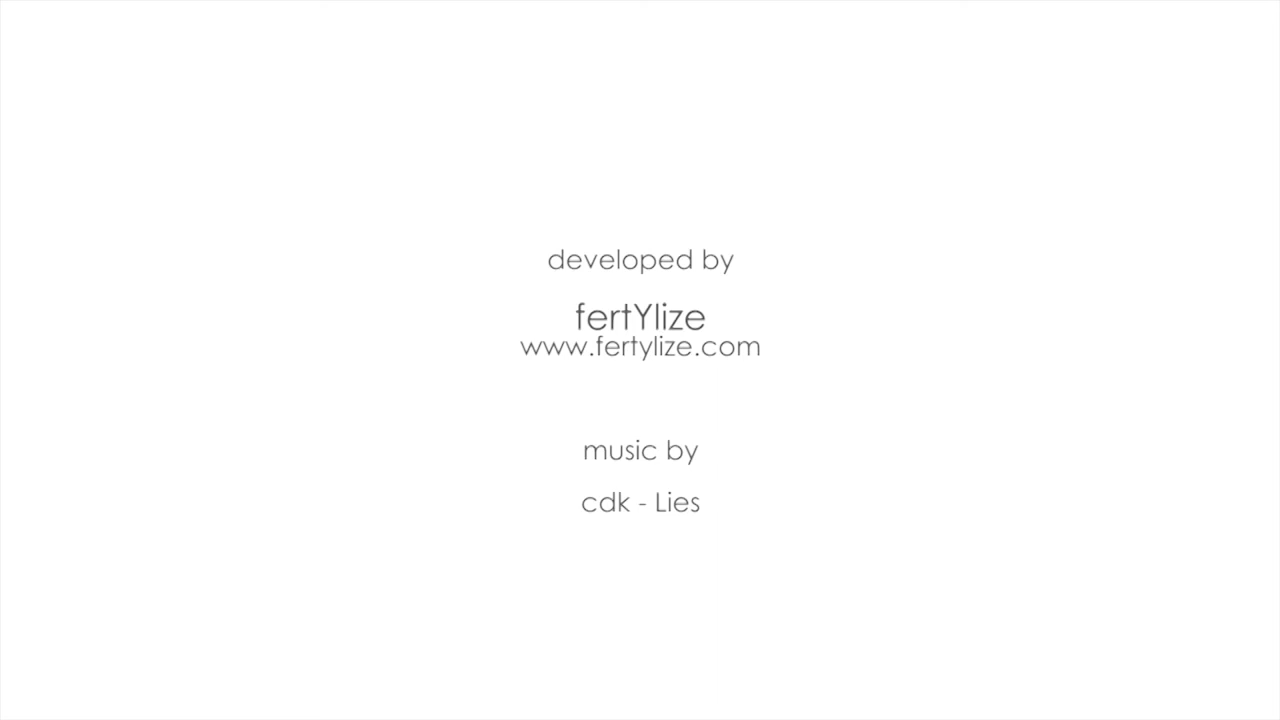 developed by
fertYlize
www.fertylize.com
music by
cdk - Lies